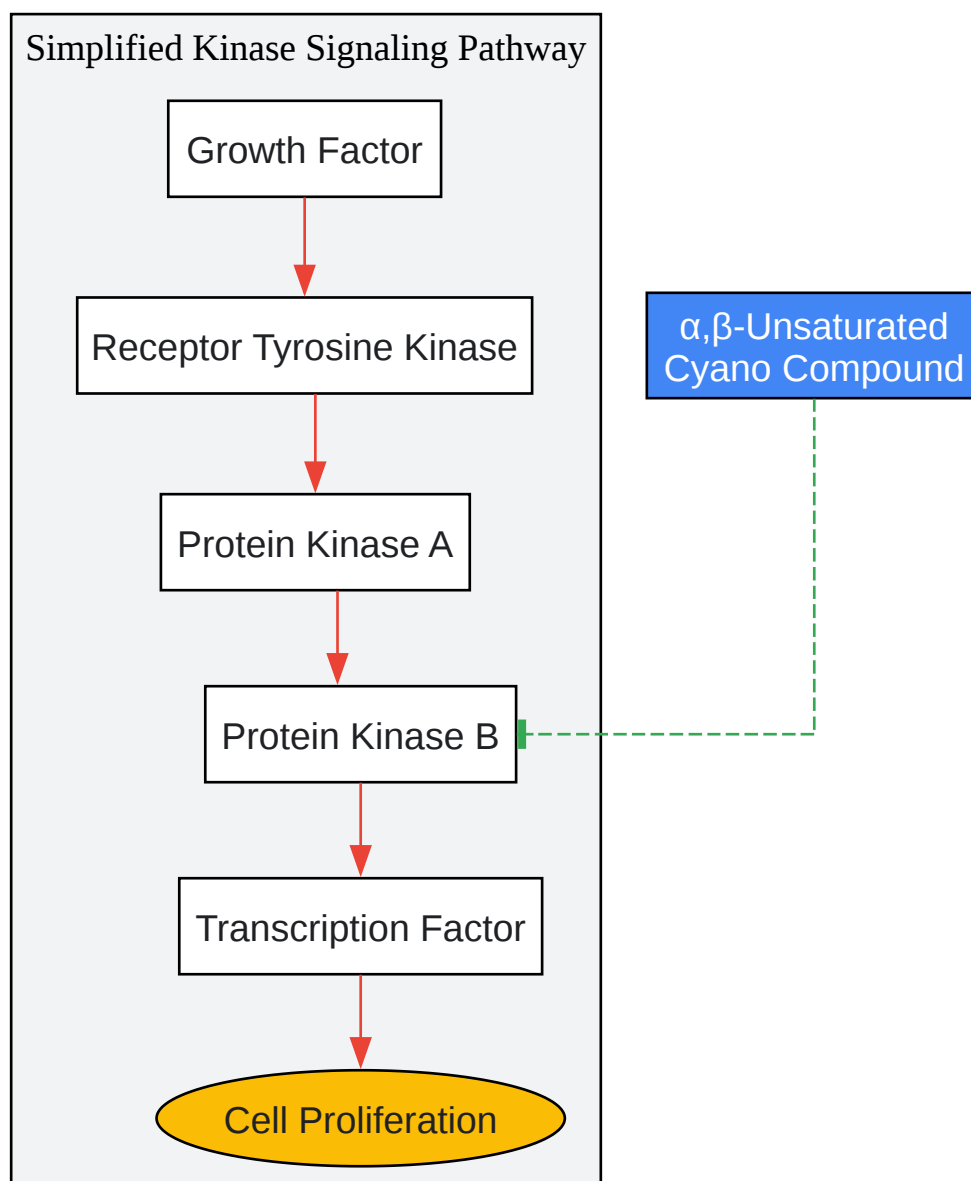 Simplified Kinase Signaling Pathway
Growth Factor
Receptor Tyrosine Kinase
α,β-Unsaturated
Cyano Compound
Protein Kinase A
Protein Kinase B
Transcription Factor
Cell Proliferation